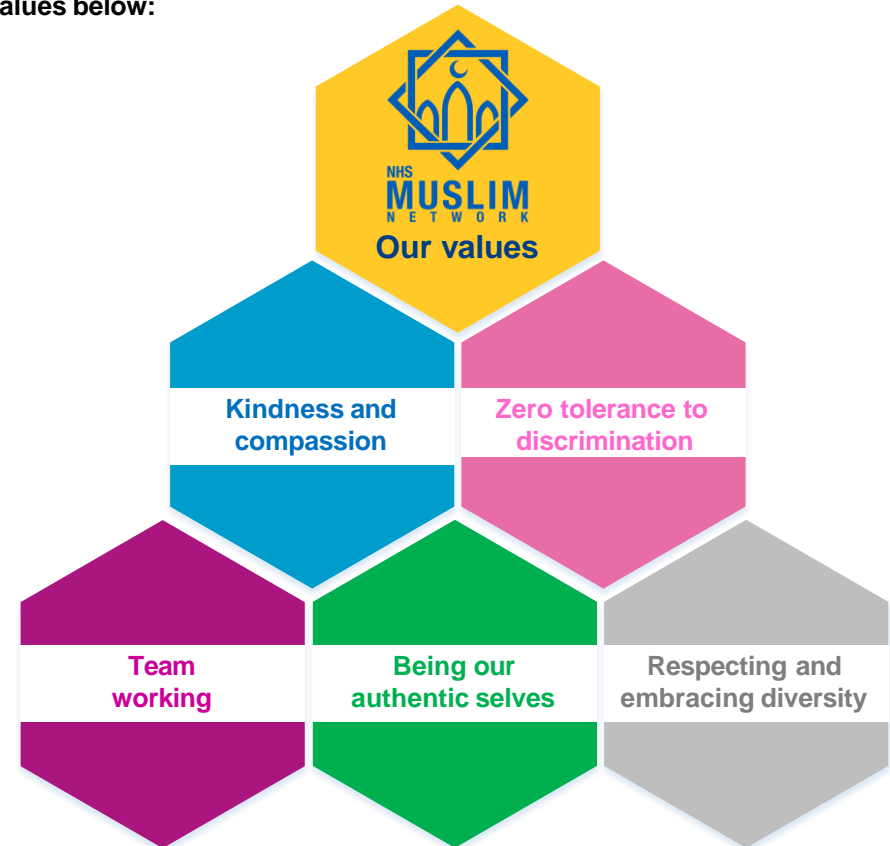 alues below:
NHS
MUSLIM
NETWORK
Our values
Kindness and
compassion
Zero tolerance to
discrimination
Team
working
Being our
authentic selves
Respecting and
embracing diversity